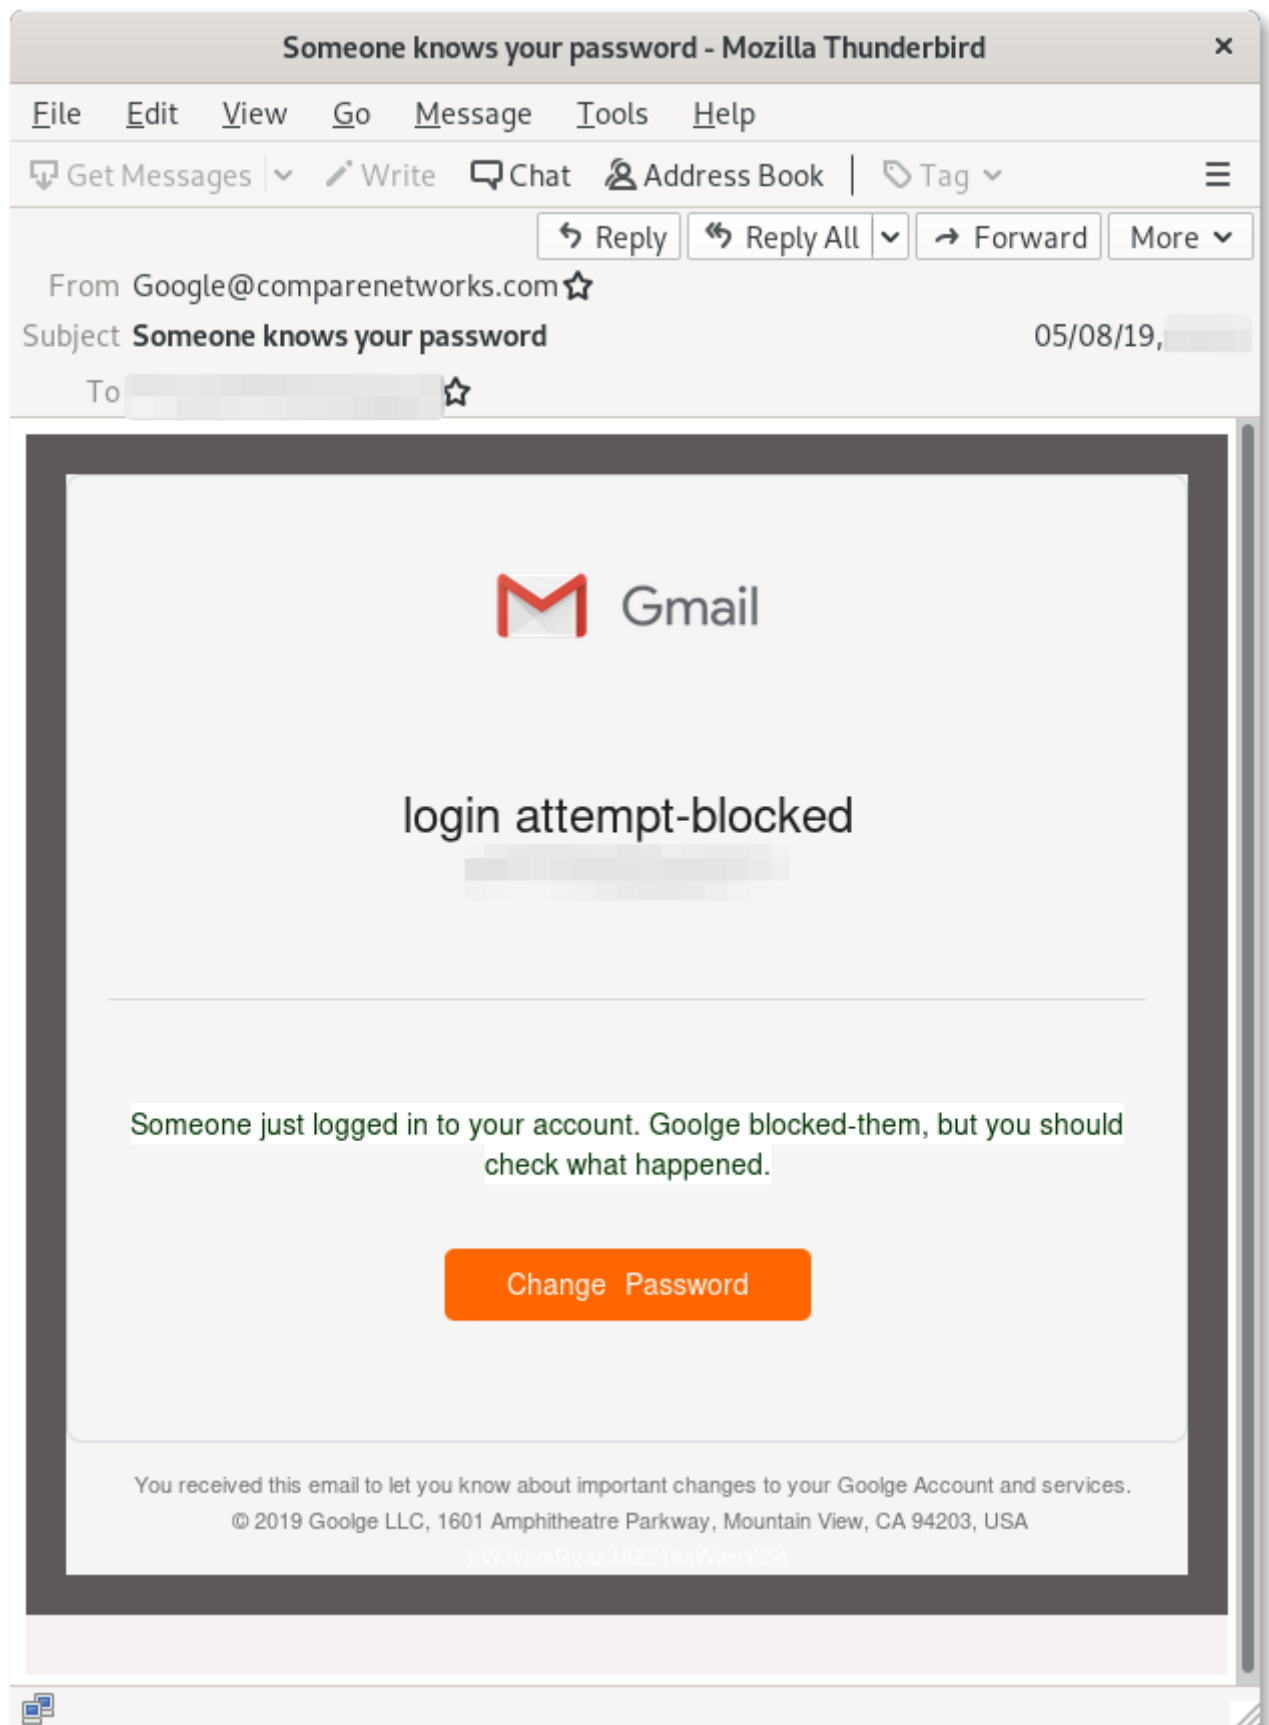 Someone knows your password - Mozilla Thunderbird
File Edit View Go Message Tools Help
Get Messages Write Chat Address Book Tag
Reply Reply All Forward More
From Google@comparenetworks.com
Subject Someone knows your password 05/08/19,
To
Gmail
login attempt-blocked
Someone just logged in to your account. Goolge blocked-them, but you should
check what happened.
Change Password
You received this email to let you know about important changes to your Goolge Account and services.
© 2019 Goolge LLC, 1601 Amphitheatre Parkway, Mountain View, CA 94203, USA